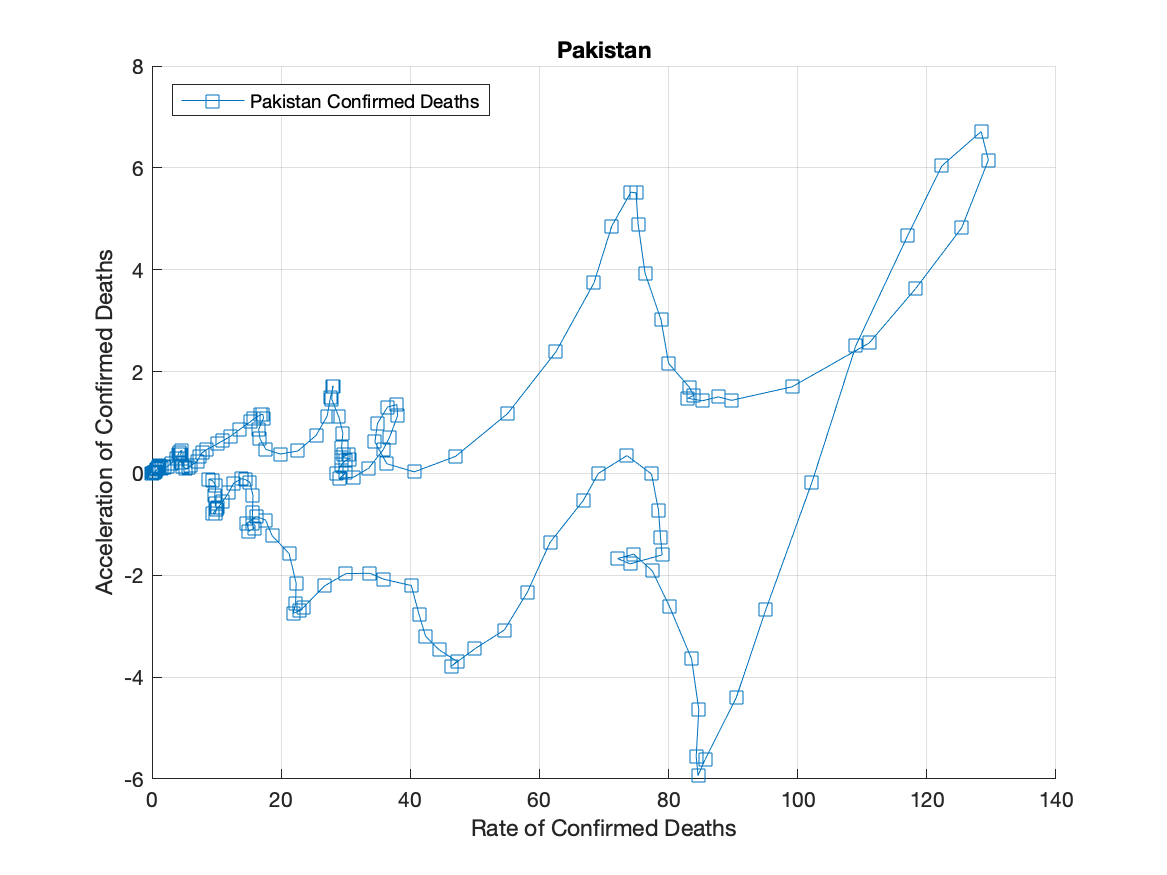 Pakistan
Pakistan Confirmed Deaths
8
6
4
2
0
-2
-4
-6
Acceleration of Confirmed Deaths
0 20 40 60 80 100 120 140
Rate of Confirmed Deaths